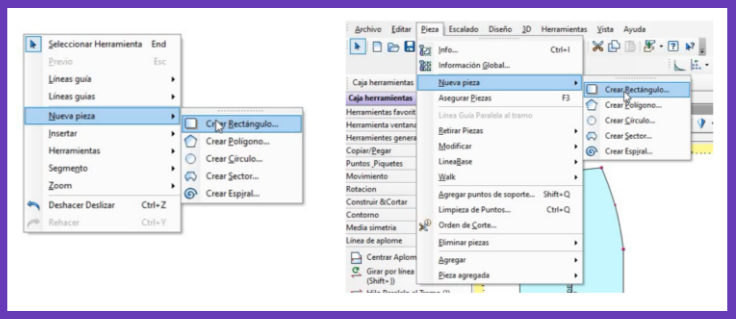 Seleccionar Herramienta End
Previo Esc
Líneas guía
Líneas guias
Nueva pieza
Insertar
Herramientas
Segmento
Zoom
Deshacer Deslizar Ctrl+Z
Rehacer Ctrl+Y
Crear Rectángulo...
Crear Polígono...
Crear Círculo...
Crear Sector...
Crear Espiral...
Archivo Editar Pieza Escalado Diseño 3D Herramientas Vista Ayuda
Caja herramientas
Caja herramientas
Herramientas favorit
Herramienta ventana
Herramientas genera
Copiar/Pegar
Puntos_Piquetes
Movimiento
Rotacion
Construir &Cortar
Contorno
Media simetria
Línea de aplome
Centrar Aplom
Girar por línea
(Shift+))
Info... Ctrl+I
Información Global...
Nueva pieza
Asegurar Piezas F3
Línea Guía Paralela al tramo
Retirar Piezas
Modificar
LineaBase
Walk
Agregar puntos de soporte... Shift+Q
Limpieza de Puntos... Ctrl+Q
Orden de Corte...
Eliminar piezas
Agregar
Pieza agregada
Crear Rectángulo...
Crear Polígono...
Crear Círculo...
Crear Sector...
Crear Espiral...